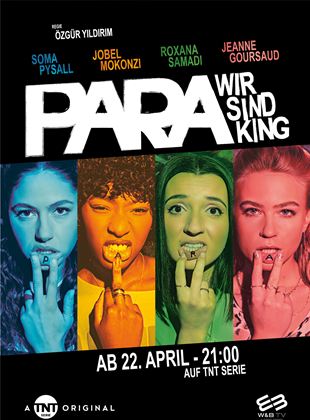 REGIE
ÖZGÜR YILDIRIM
SOMA
PYSALL
JOBEL
MOKONZI
ROXANA
SAMADI
JEANNE
GOURSAUD
PARA
WIR
SIND
KING
AB 22. APRIL - 21:00
AUF TNT SERIE
A TNT SERIE ORIGINAL
W&B TV